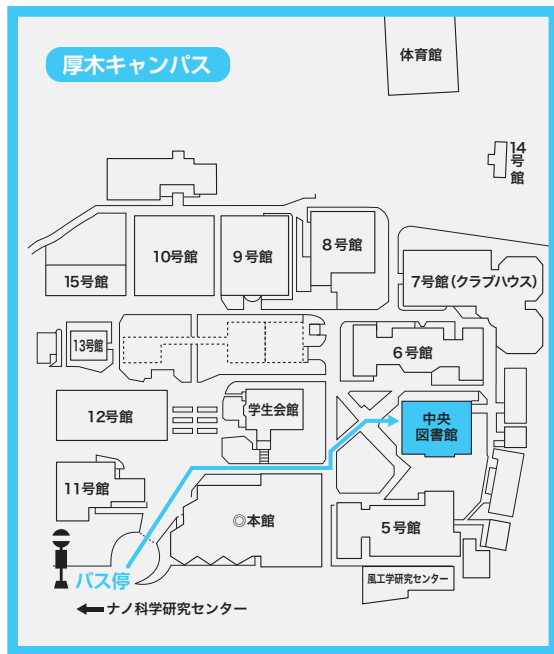 厚木キャンパス
体育館
14号館
8号館
10号館
9号館
7号館(クラブハウス)
15号館
13号館
6号館
12号館
学生会館
中央
図書館
11号館
◎本館
5号館
バス停
風工学研究センター
←ナノ科学研究センター